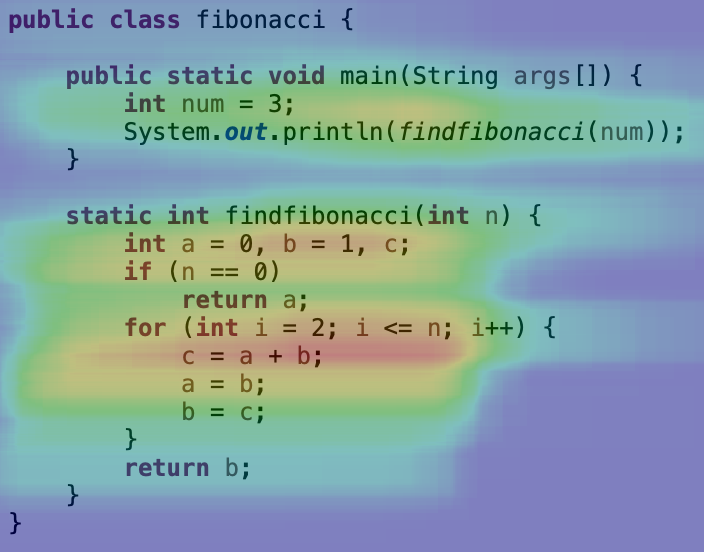 public class fibonacci {
public static void main(String args[]) {
int num = 3;
System.out.println(findfibonacci(num));
}
static int findfibonacci(int n) {
int a = 0, b = 1, c;
if (n == 0)
return a;
for (int i = 2; i <= n; i++) {
c = a + b;
a = b;
b = c;
}
return b;
}
}